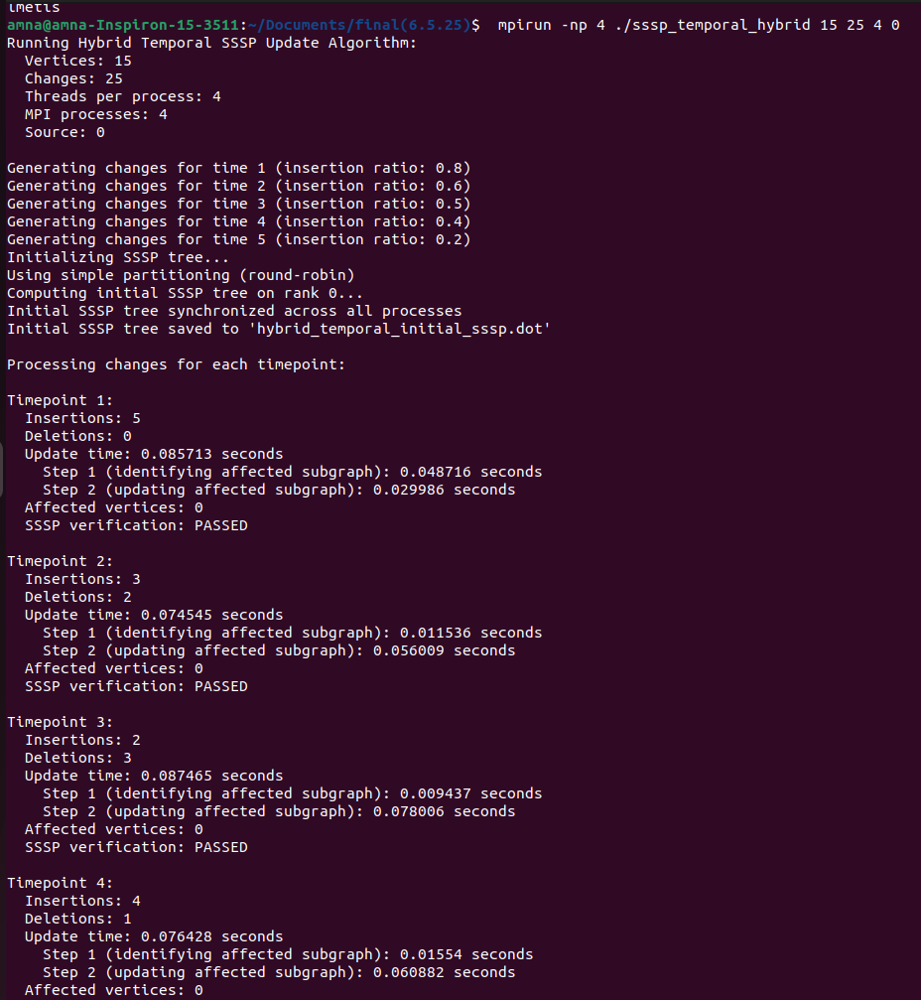 lmetis
amna@amna-Inspiron-15-3511:~/Documents/final(6.5.25)$  mpirun -np 4 ./sssp_temporal_hybrid 15 25 4 0
Running Hybrid Temporal SSSP Update Algorithm:
  Vertices: 15
  Changes: 25
  Threads per process: 4
  MPI processes: 4
  Source: 0

Generating changes for time 1 (insertion ratio: 0.8)
Generating changes for time 2 (insertion ratio: 0.6)
Generating changes for time 3 (insertion ratio: 0.5)
Generating changes for time 4 (insertion ratio: 0.4)
Generating changes for time 5 (insertion ratio: 0.2)
Initializing SSSP tree...
Using simple partitioning (round-robin)
Computing initial SSSP tree on rank 0...
Initial SSSP tree synchronized across all processes
Initial SSSP tree saved to 'hybrid_temporal_initial_sssp.dot'

Processing changes for each timepoint:

Timepoint 1:
  Insertions: 5
  Deletions: 0
  Update time: 0.085713 seconds
    Step 1 (identifying affected subgraph): 0.048716 seconds
    Step 2 (updating affected subgraph): 0.029986 seconds
  Affected vertices: 0
  SSSP verification: PASSED

Timepoint 2:
  Insertions: 3
  Deletions: 2
  Update time: 0.074545 seconds
    Step 1 (identifying affected subgraph): 0.011536 seconds
    Step 2 (updating affected subgraph): 0.056009 seconds
  Affected vertices: 0
  SSSP verification: PASSED

Timepoint 3:
  Insertions: 2
  Deletions: 3
  Update time: 0.087465 seconds
    Step 1 (identifying affected subgraph): 0.009437 seconds
    Step 2 (updating affected subgraph): 0.078006 seconds
  Affected vertices: 0
  SSSP verification: PASSED

Timepoint 4:
  Insertions: 4
  Deletions: 1
  Update time: 0.076428 seconds
    Step 1 (identifying affected subgraph): 0.01554 seconds
    Step 2 (updating affected subgraph): 0.060882 seconds
  Affected vertices: 0